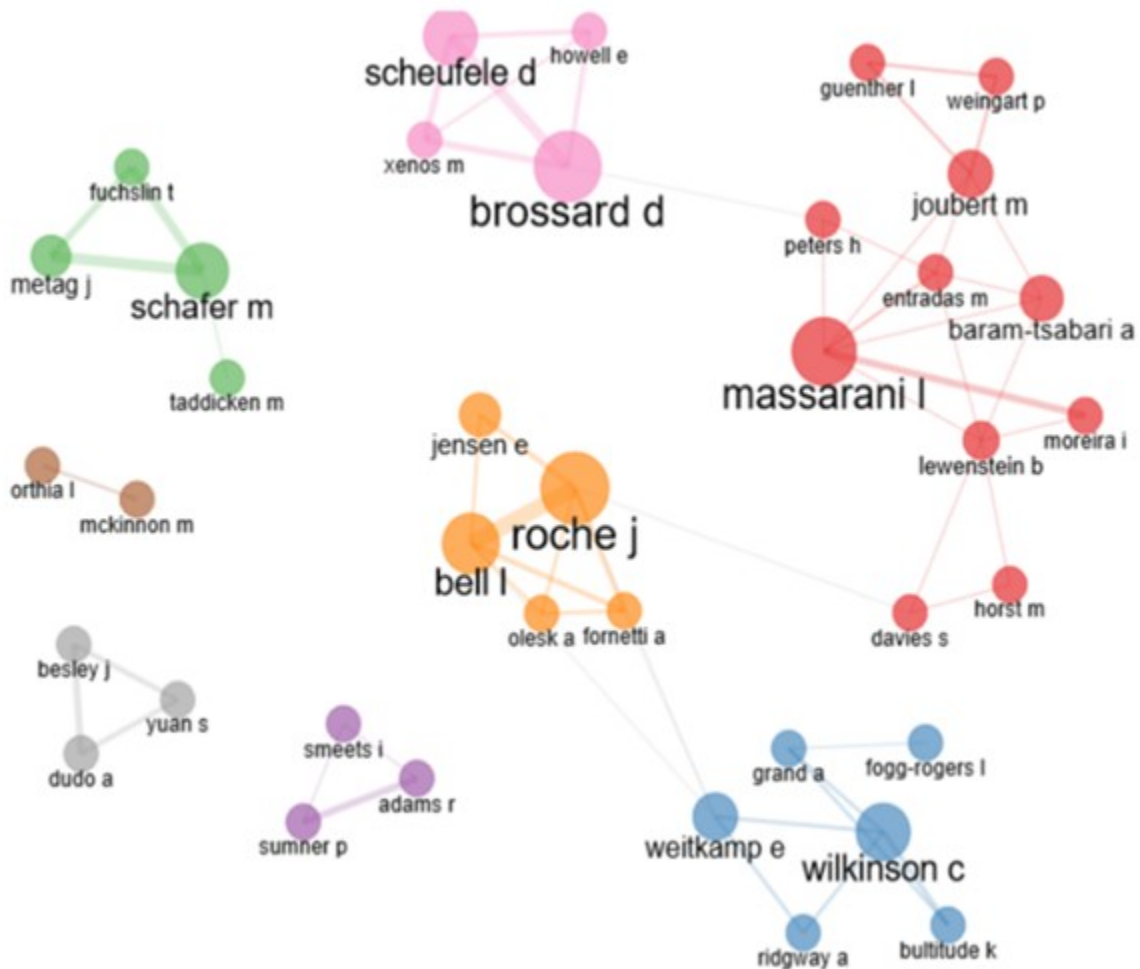 scheufele d
howell e
xenos m
brossard d
guenther l
weingart p
joubert m
peters h
entradas m
baram-tsabari a
massarani l
moreira i
lewenstein b
horst m
davies s
fuchslin t
metag j
schafer m
taddicken m
orthia l
mckinnon m
jensen e
roche j
bell l
olesk a
fornetti a
besley j
yuan s
dudo a
smeets i
adams r
sumner p
grand a
fogg-rogers l
weitkamp e
wilkinson c
ridgway a
bultitude k